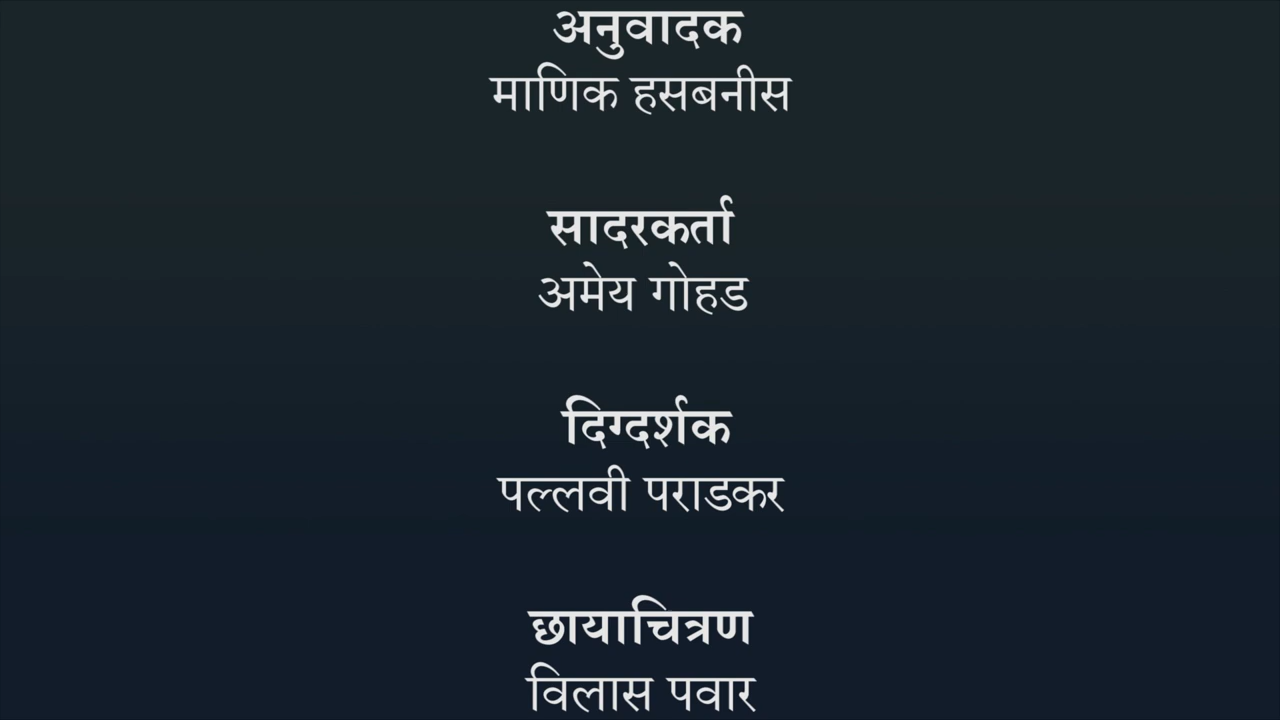 अनुवादक
माणिक हसबनीस
सादरकर्ता
अमेय गोहड
दिग्दर्शक
पल्लवी पराडकर
छायाचित्रण
विलास पवार